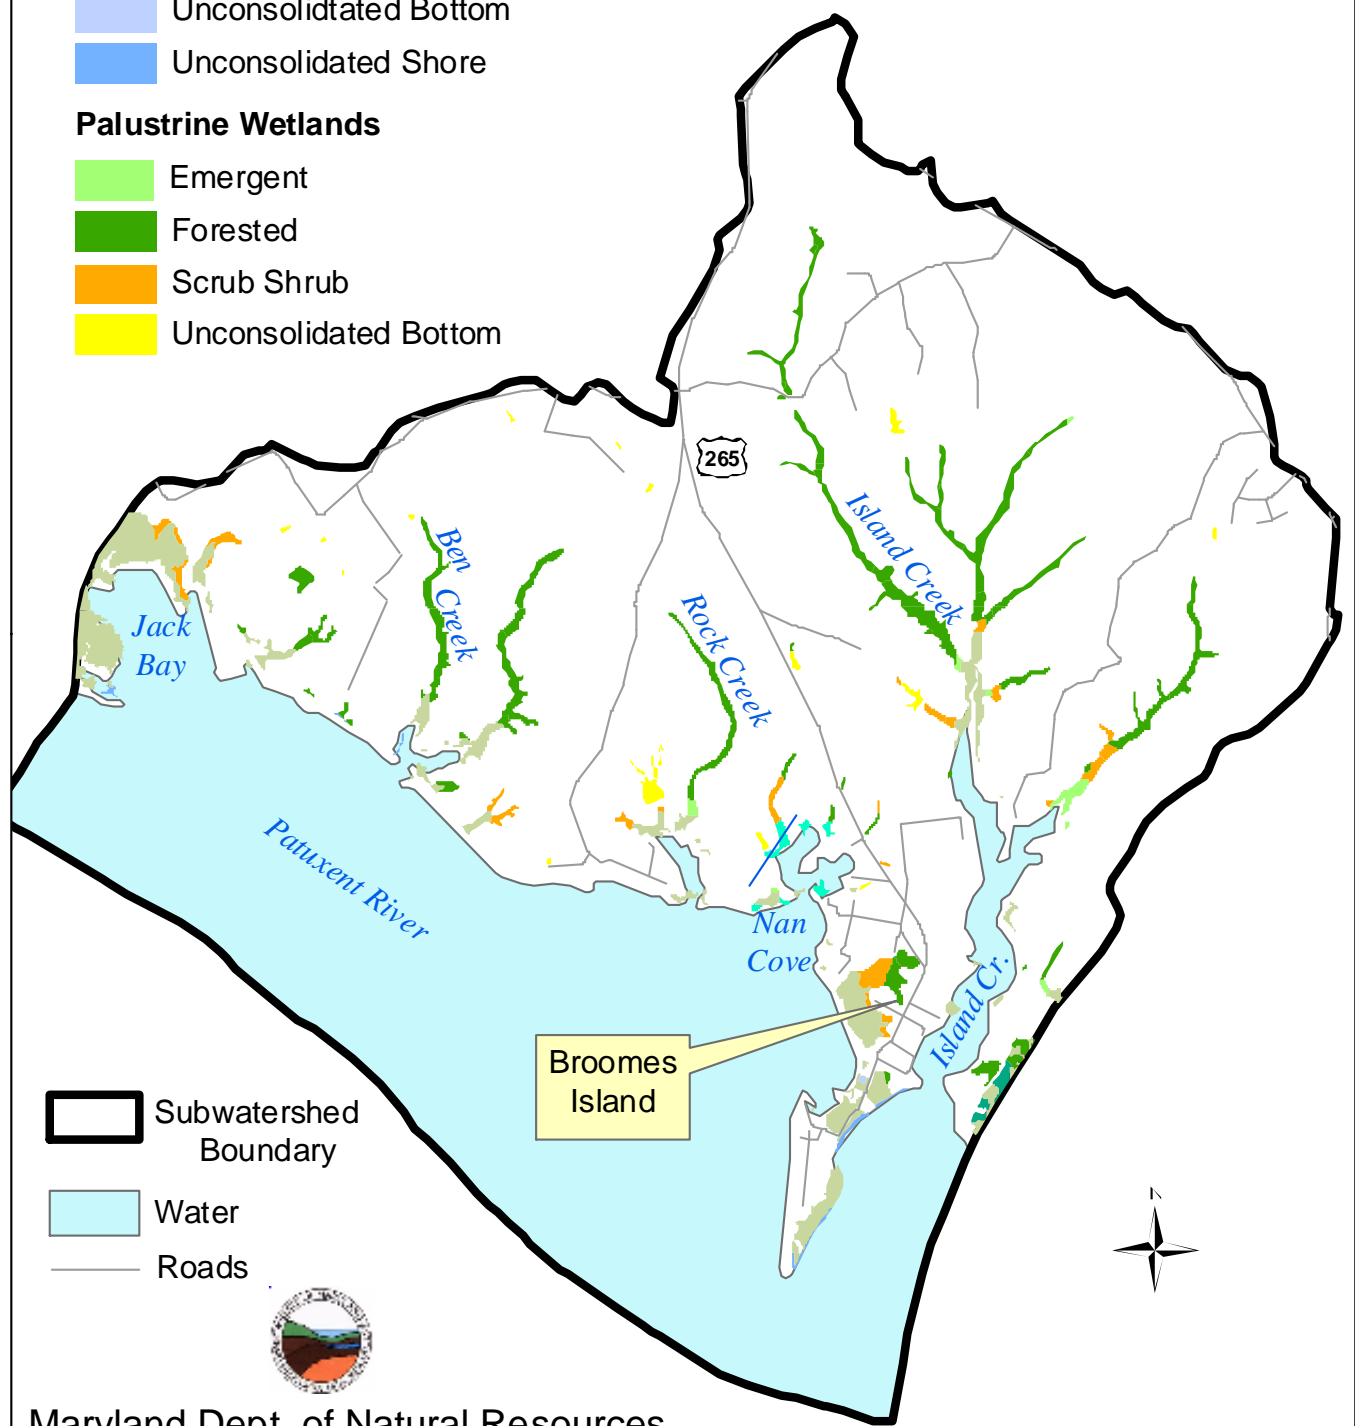 Unconsolidtated Bottom
Unconsolidated Shore
Palustrine Wetlands
Emergent
Forested
Scrub Shrub
Unconsolidated Bottom
265
Island Creek
Ben Creek
Rock Creek
Jack
Bay
Patuxent River
Nan
Cove
Island Cr.
Broomes
Island
Subwatershed
Boundary
Water
Roads
N
Maryland Dept. of Natural Resources